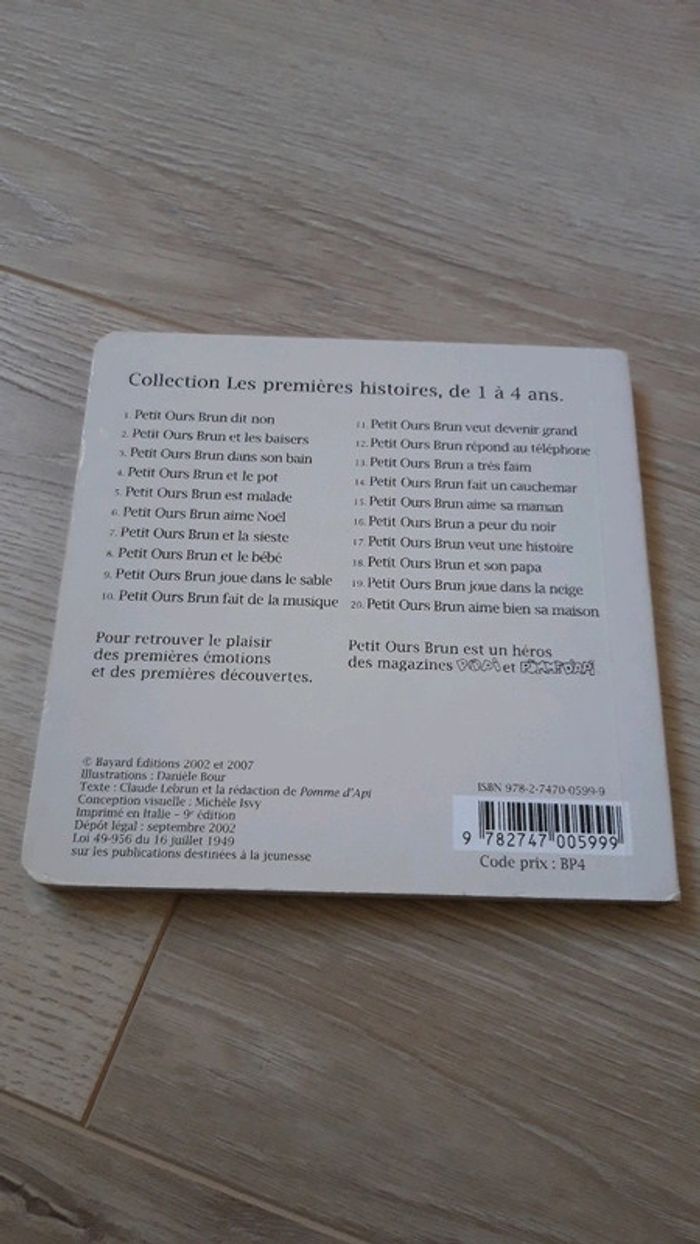 Collection Les premières histoires, de 1 à 4 ans.
1. Petit Ours Brun dit non
2. Petit Ours Brun et les baisers
3. Petit Ours Brun dans son bain
4. Petit Ours Brun et le pot
5. Petit Ours Brun est malade
6. Petit Ours Brun aime Noël
7. Petit Ours Brun et la sieste
8. Petit Ours Brun et le bébé
9. Petit Ours Brun joue dans le sable
10. Petit Ours Brun fait de la musique
11. Petit Ours Brun veut devenir grand
12. Petit Ours Brun répond au téléphone
13. Petit Ours Brun a très faim
14. Petit Ours Brun fait un cauchemar
15. Petit Ours Brun aime sa maman
16. Petit Ours Brun a peur du noir
17. Petit Ours Brun veut une histoire
18. Petit Ours Brun et son papa
19. Petit Ours Brun joue dans la neige
20. Petit Ours Brun aime bien sa maison
Pour retrouver le plaisir
des premières émotions
et des premières découvertes.
Petit Ours Brun est un héros
des magazines POPI et POMME D'API
© Bayard Éditions 2002 et 2007
Illustrations : Danièle Bour
Texte : Claude Lebrun et la rédaction de Pomme d'Api
Conception visuelle : Michèle Isvy
Imprimé en Italie – 9e édition
Dépôt légal : septembre 2002
Loi 49-956 du 16 juillet 1949
sur les publications destinées à la jeunesse
ISBN 978-2-7470-0599-9
9 782747 005999
Code prix : BP4